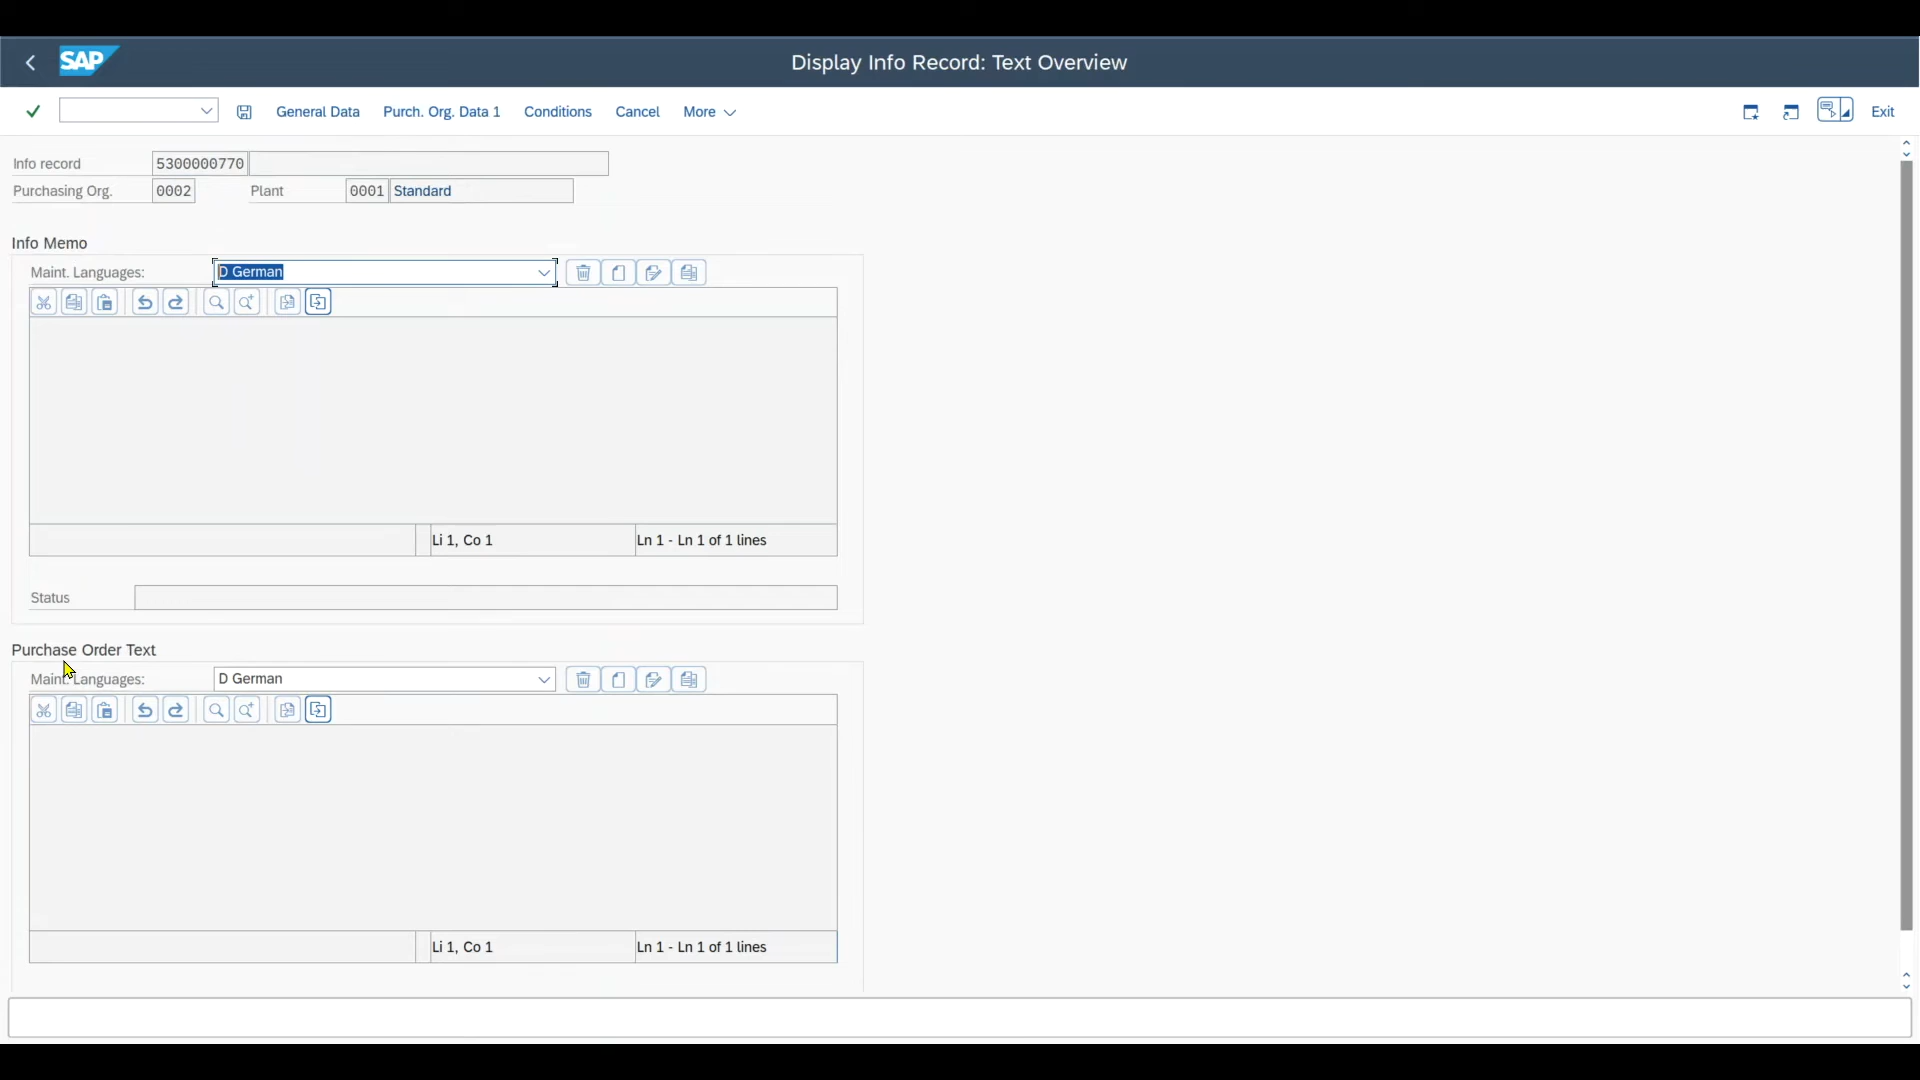 SAP Display Info Record: Text Overview
General Data Purch. Org. Data 1 Conditions Cancel More Exit
Info record 5300000770
Purchasing Org. 0002 Plant 0001 Standard
Info Memo
Maint. Languages: D German
Li 1, Co 1 Ln 1 - Ln 1 of 1 lines
Status
Purchase Order Text
Maint. Languages: D German
Li 1, Co 1 Ln 1 - Ln 1 of 1 lines